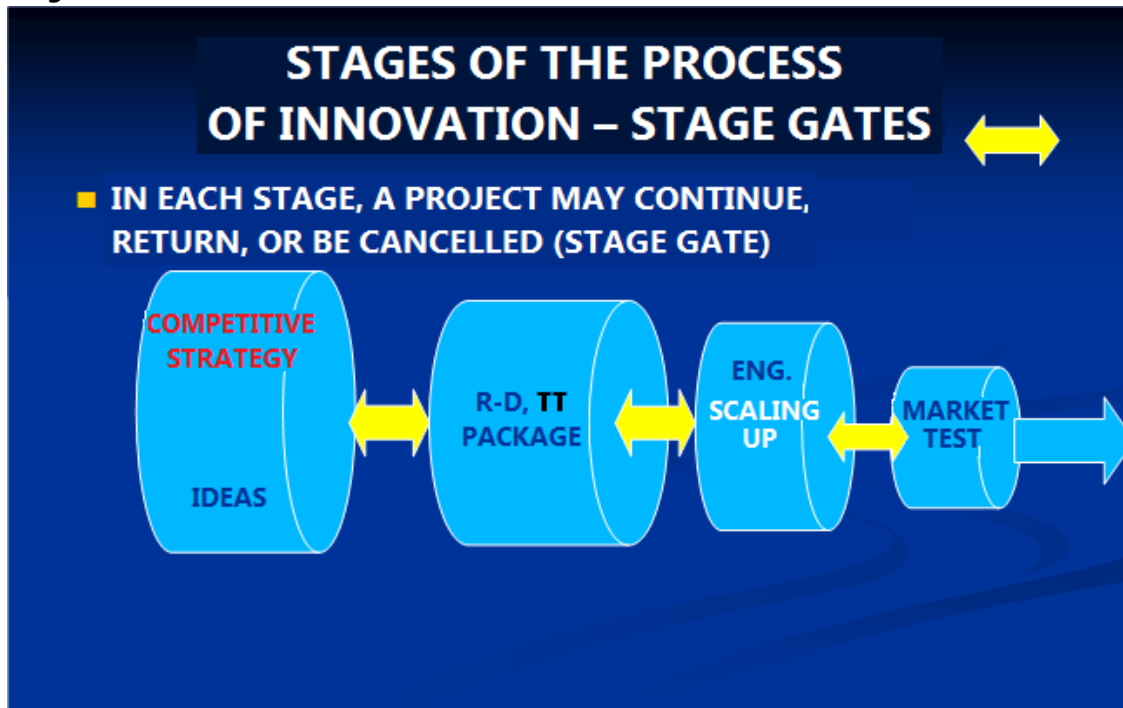 STAGES OF THE PROCESS
OF INNOVATION – STAGE GATES
IN EACH STAGE, A PROJECT MAY CONTINUE,
RETURN, OR BE CANCELLED (STAGE GATE)
COMPETITIVE
STRATEGY
IDEAS
R-D, TT
PACKAGE
ENG.
SCALING
UP
MARKET
TEST